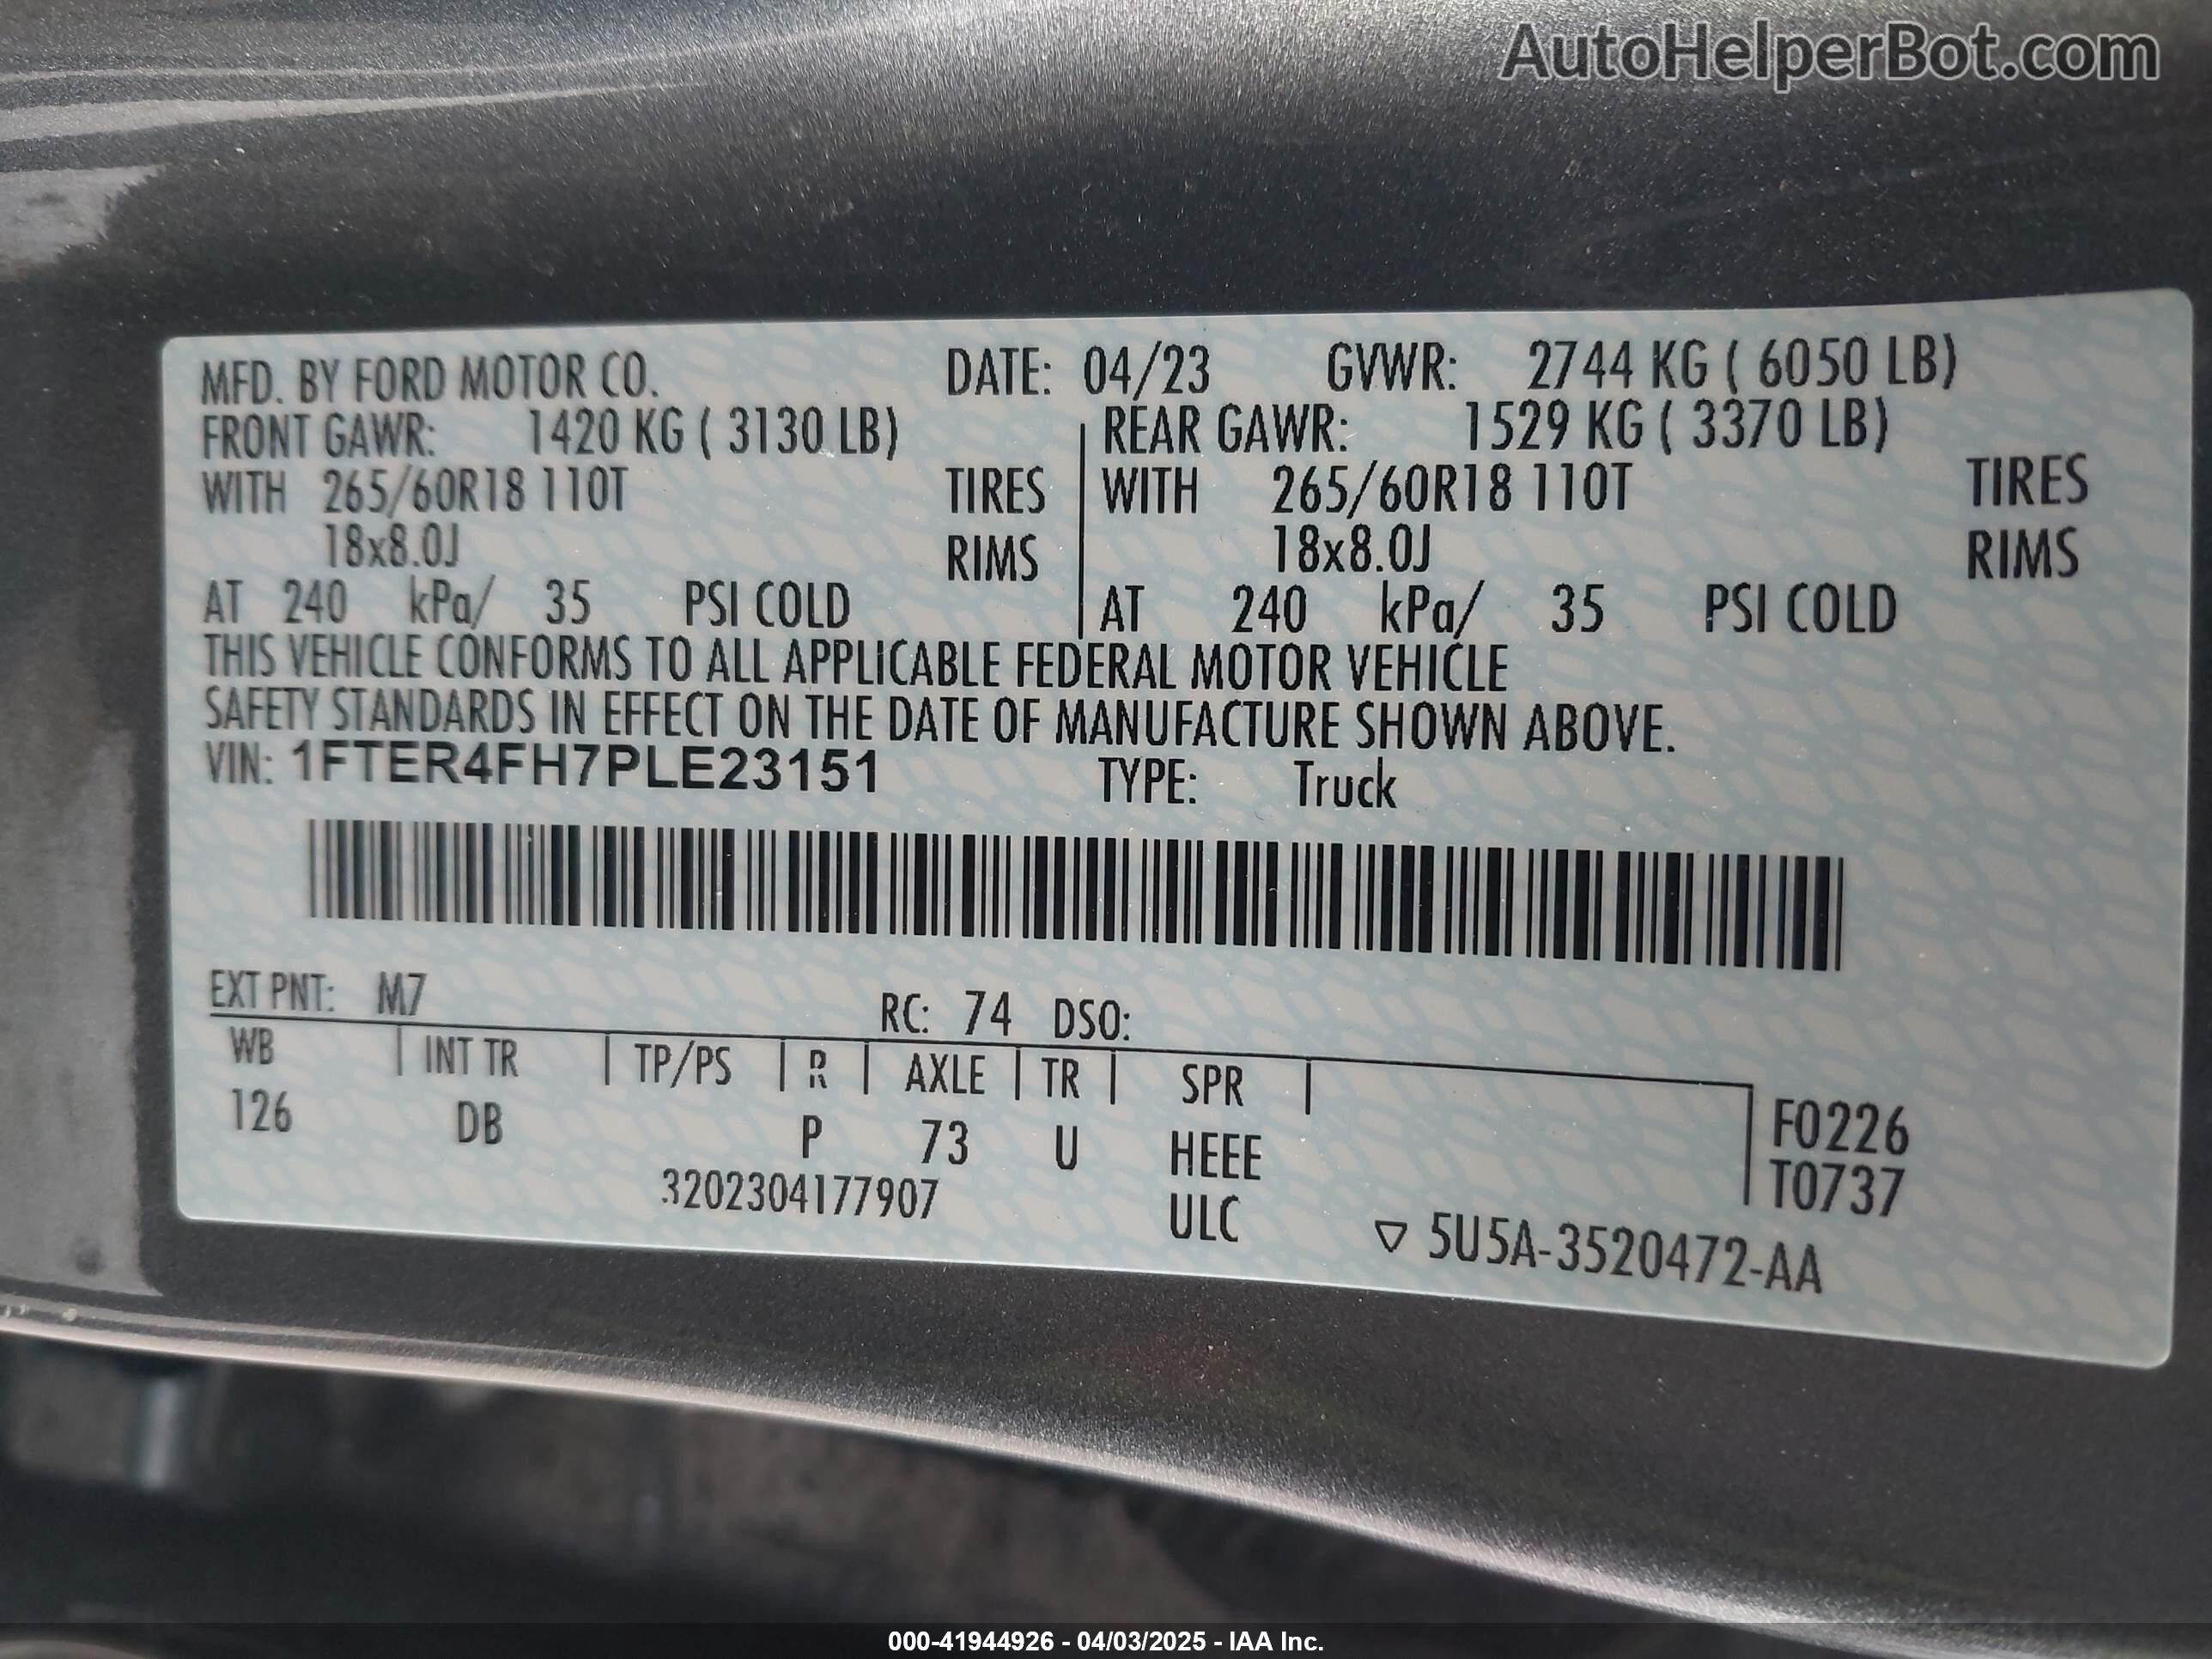 AutoHelperBot.com
MFD. BY FORD MOTOR CO. DATE: 04/23 GVWR: 2744 KG ( 6050 LB)
FRONT GAWR: 1420 KG ( 3130 LB) REAR GAWR: 1529 KG ( 3370 LB)
WITH 265/60R18 110T TIRES WITH 265/60R18 110T TIRES
18x8.0J RIMS 18x8.0J RIMS
AT 240 kPa/ 35 PSI COLD AT 240 kPa/ 35 PSI COLD
THIS VEHICLE CONFORMS TO ALL APPLICABLE FEDERAL MOTOR VEHICLE
SAFETY STANDARDS IN EFFECT ON THE DATE OF MANUFACTURE SHOWN ABOVE.
VIN: 1FTER4FH7PLE23151 TYPE: Truck
EXT PNT: M7 RC: 74 DSO:
WB INT TR TP/PS R AXLE TR SPR
126 DB P 73 U HEEE F0226
3202304177907 ULC T0737
▽ 5U5A-3520472-AA
000-41944926 - 04/03/2025 - IAA Inc.